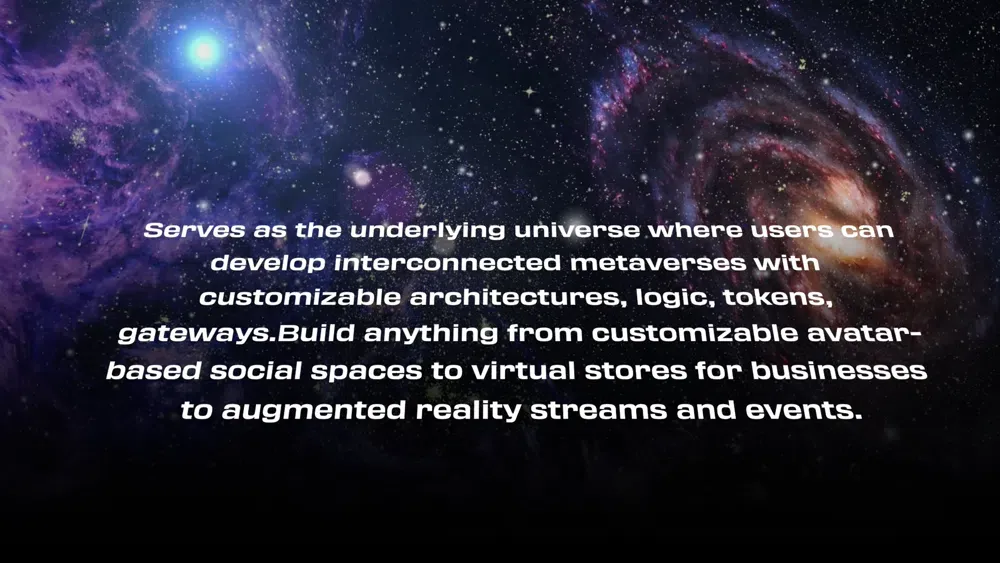 Serves as the underlying universe where users can
develop interconnected metaverses with
customizable architectures, logic, tokens,
gateways.Build anything from customizable avatar-
based social spaces to virtual stores for businesses
to augmented reality streams and events.